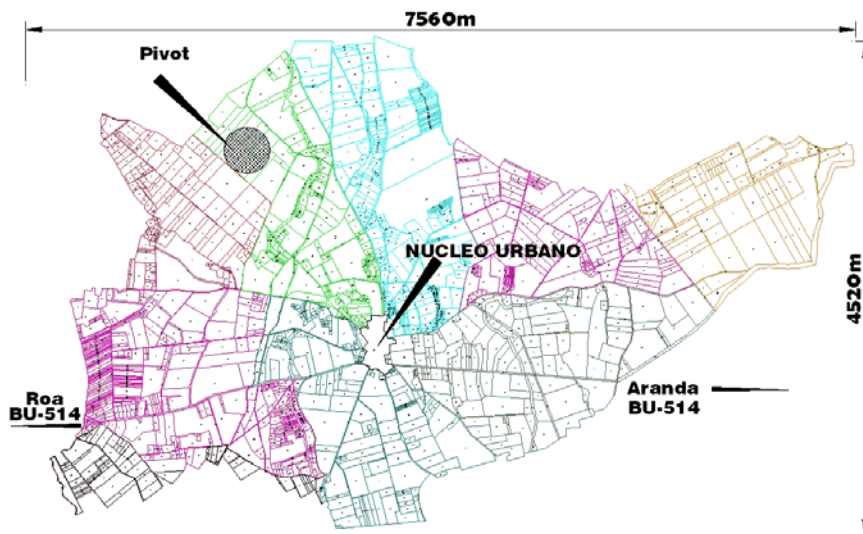 7560m
Pivot
NUCLEO URBANO
4520m
Roa
BU-514
Aranda
BU-514